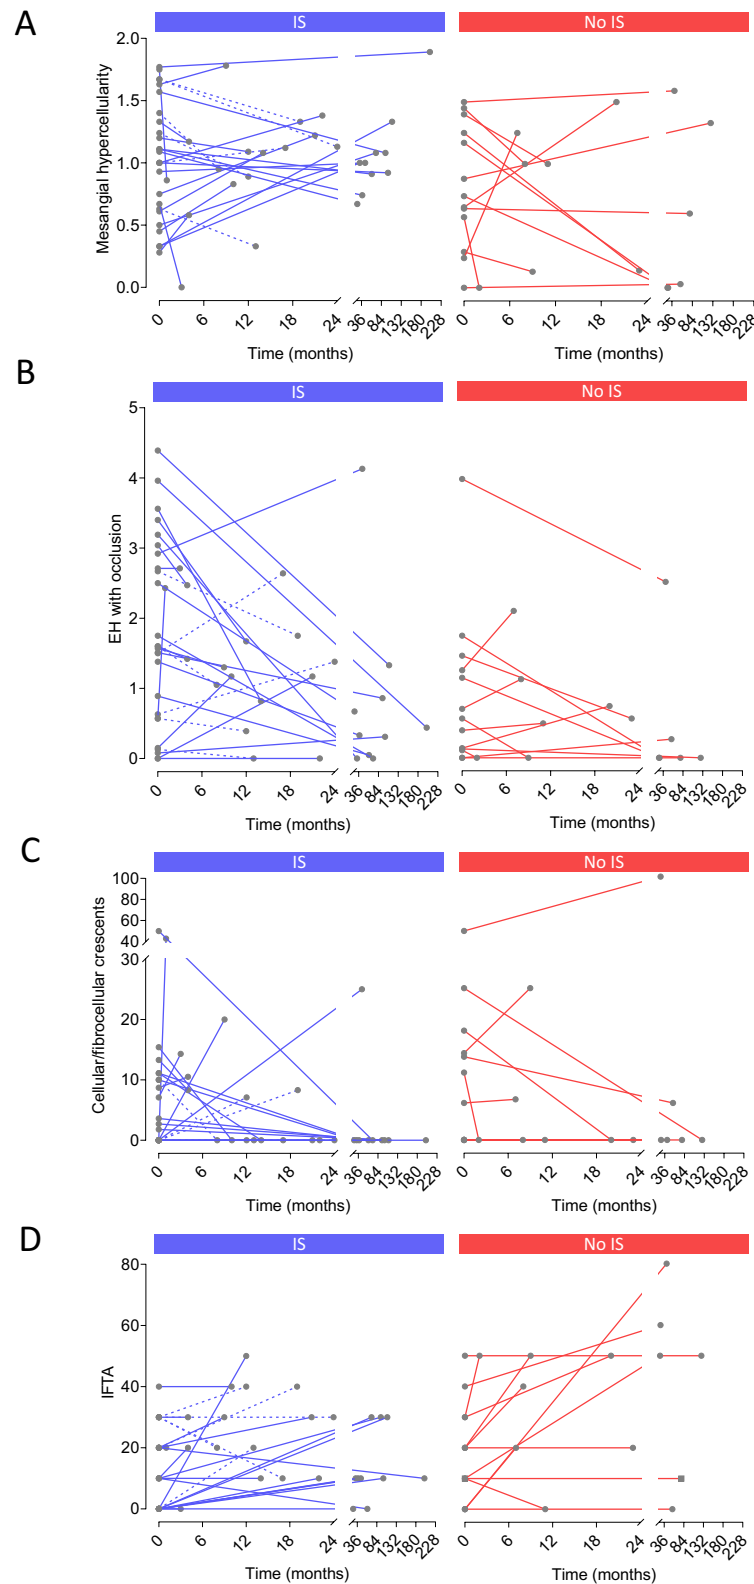 A
IS
No IS
Mesangial hypercellularity
2.0
1.5
1.0
0.5
0.0
0 6 12 18 24 36 84 132 180 228
0 6 12 18 24 36 84 132 180 228
Time (months)
Time (months)
B
IS
No IS
EH with occlusion
5
4
3
2
1
0
0 6 12 18 24 36 84 132 180 228
0 6 12 18 24 36 84 132 180 228
Time (months)
Time (months)
C
IS
No IS
Cellular/fibrocellular crescents
100
80
60
40
30
20
10
0
0 6 12 18 24 36 84 132 180 228
0 6 12 18 24 36 84 132 180 228
Time (months)
Time (months)
D
IS
No IS
IFTA
80
60
40
20
0
0 6 12 18 24 36 84 132 180 228
0 6 12 18 24 36 84 132 180 228
Time (months)
Time (months)